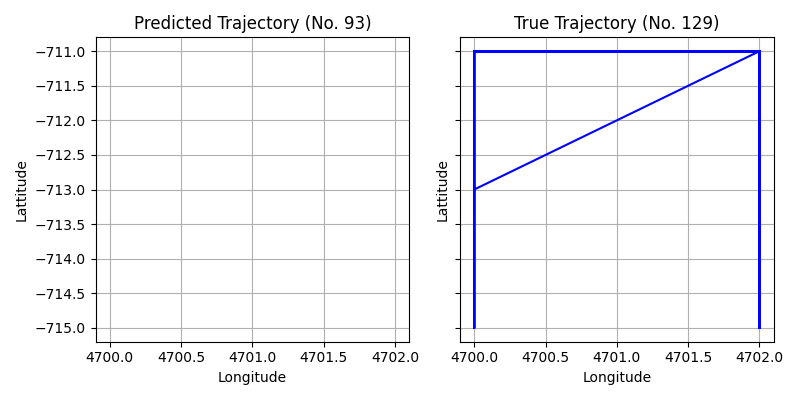 Predicted Trajectory (No. 93)
−711.0
−711.5
−712.0
−712.5
−713.0
−713.5
−714.0
−714.5
−715.0
Lattitude
4700.0 4700.5 4701.0 4701.5 4702.0
Longitude
True Trajectory (No. 129)
Lattitude
4700.0 4700.5 4701.0 4701.5 4702.0
Longitude